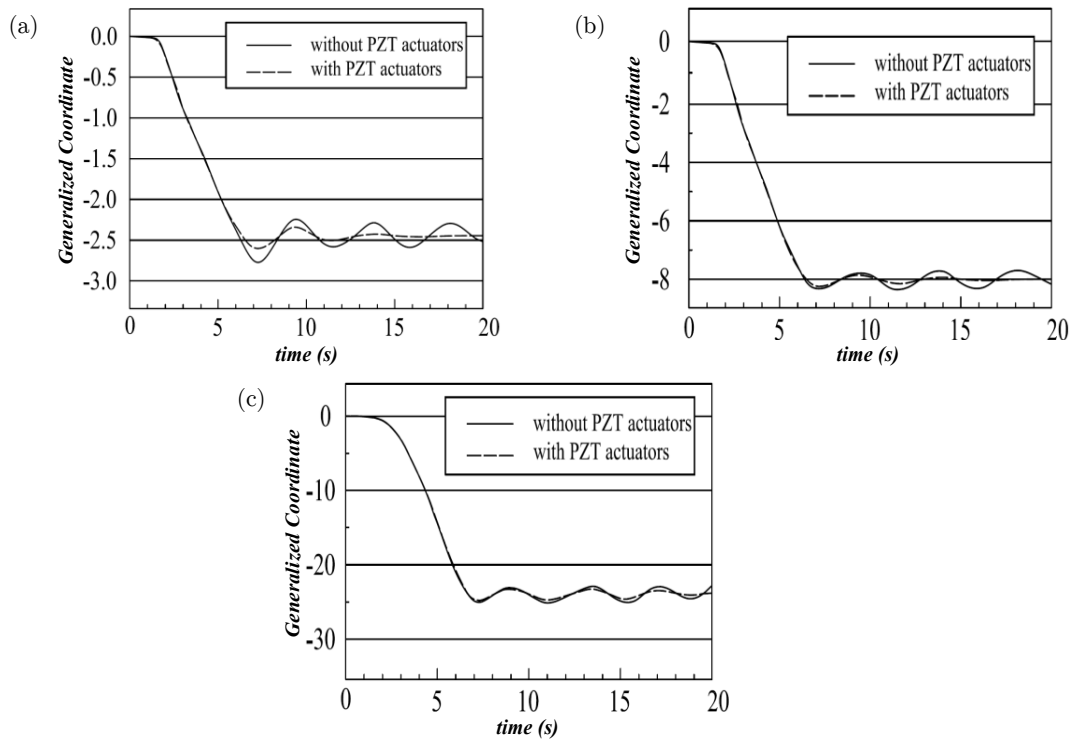 (a)
Generalized Coordinate
0.0
-0.5
-1.0
-1.5
-2.0
-2.5
-3.0
without PZT actuators
with PZT actuators
0 5 10 15 20
time (s)
(b)
Generalized Coordinate
0
-2
-4
-6
-8
without PZT actuators
with PZT actuators
0 5 10 15 20
time (s)
(c)
Generalized Coordinate
0
-10
-20
-30
without PZT actuators
with PZT actuators
0 5 10 15 20
time (s)